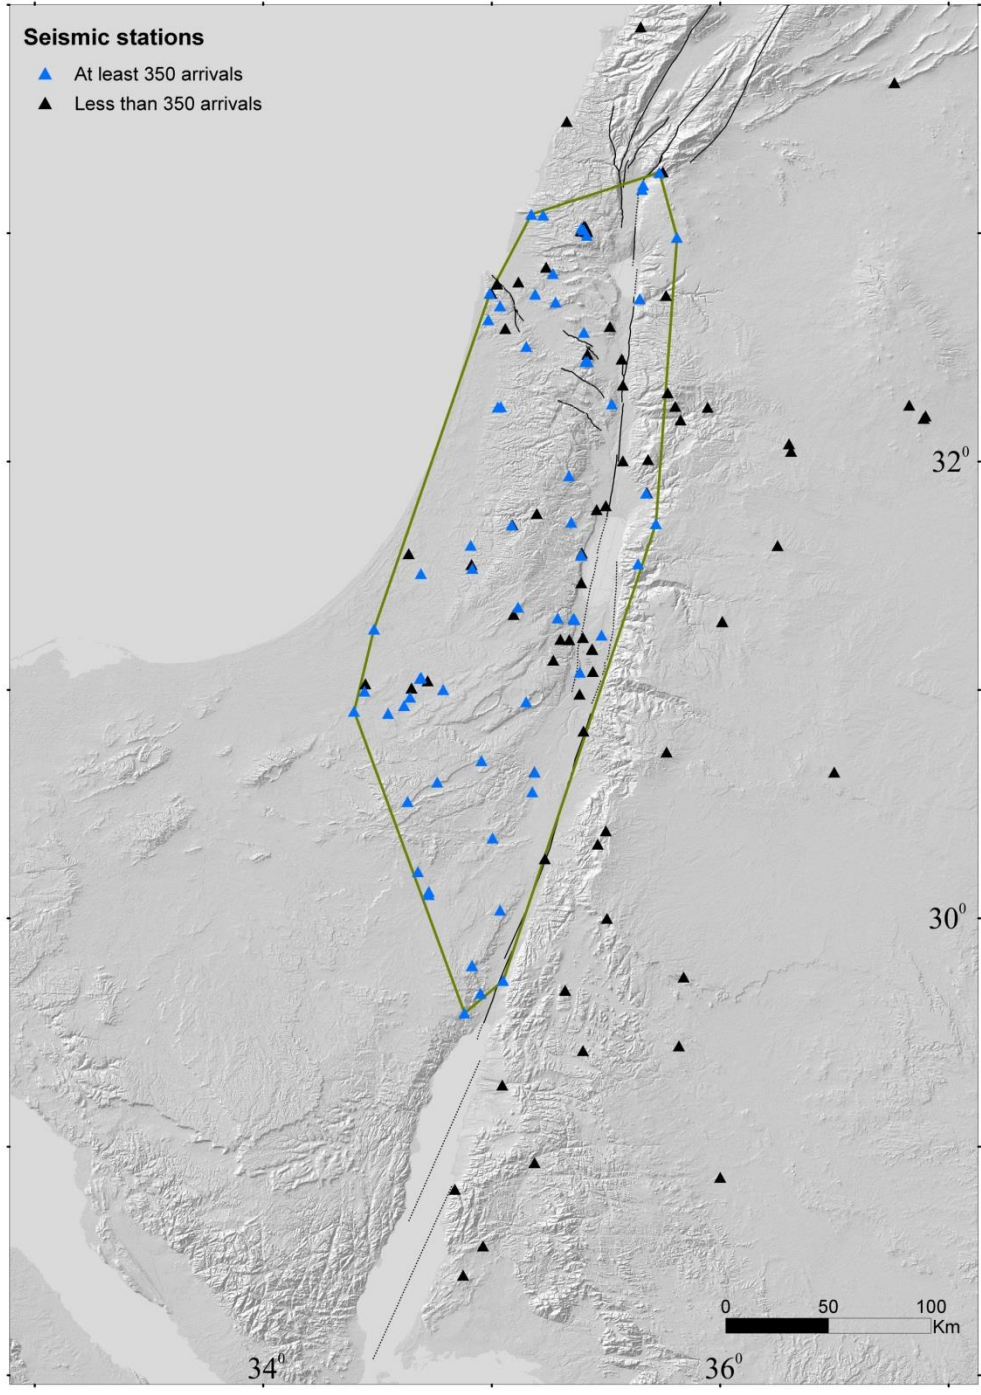 Seismic stations
At least 350 arrivals
Less than 350 arrivals
32⁰
30⁰
0 50 100
Km
34⁰ 36⁰